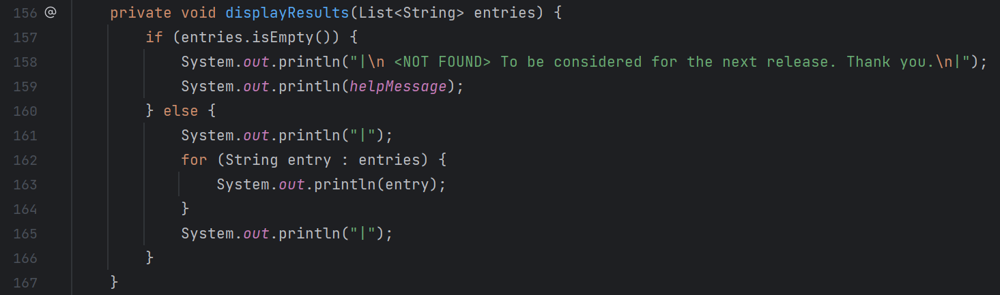 156 @ private void displayResults(List<String> entries) {
157 if (entries.isEmpty()) {
158 System.out.println("|\n <NOT FOUND> To be considered for the next release. Thank you.\n|");
159 System.out.println(helpMessage);
160 } else {
161 System.out.println("|");
162 for (String entry : entries) {
163 System.out.println(entry);
164 }
165 System.out.println("|");
166 }
167 }